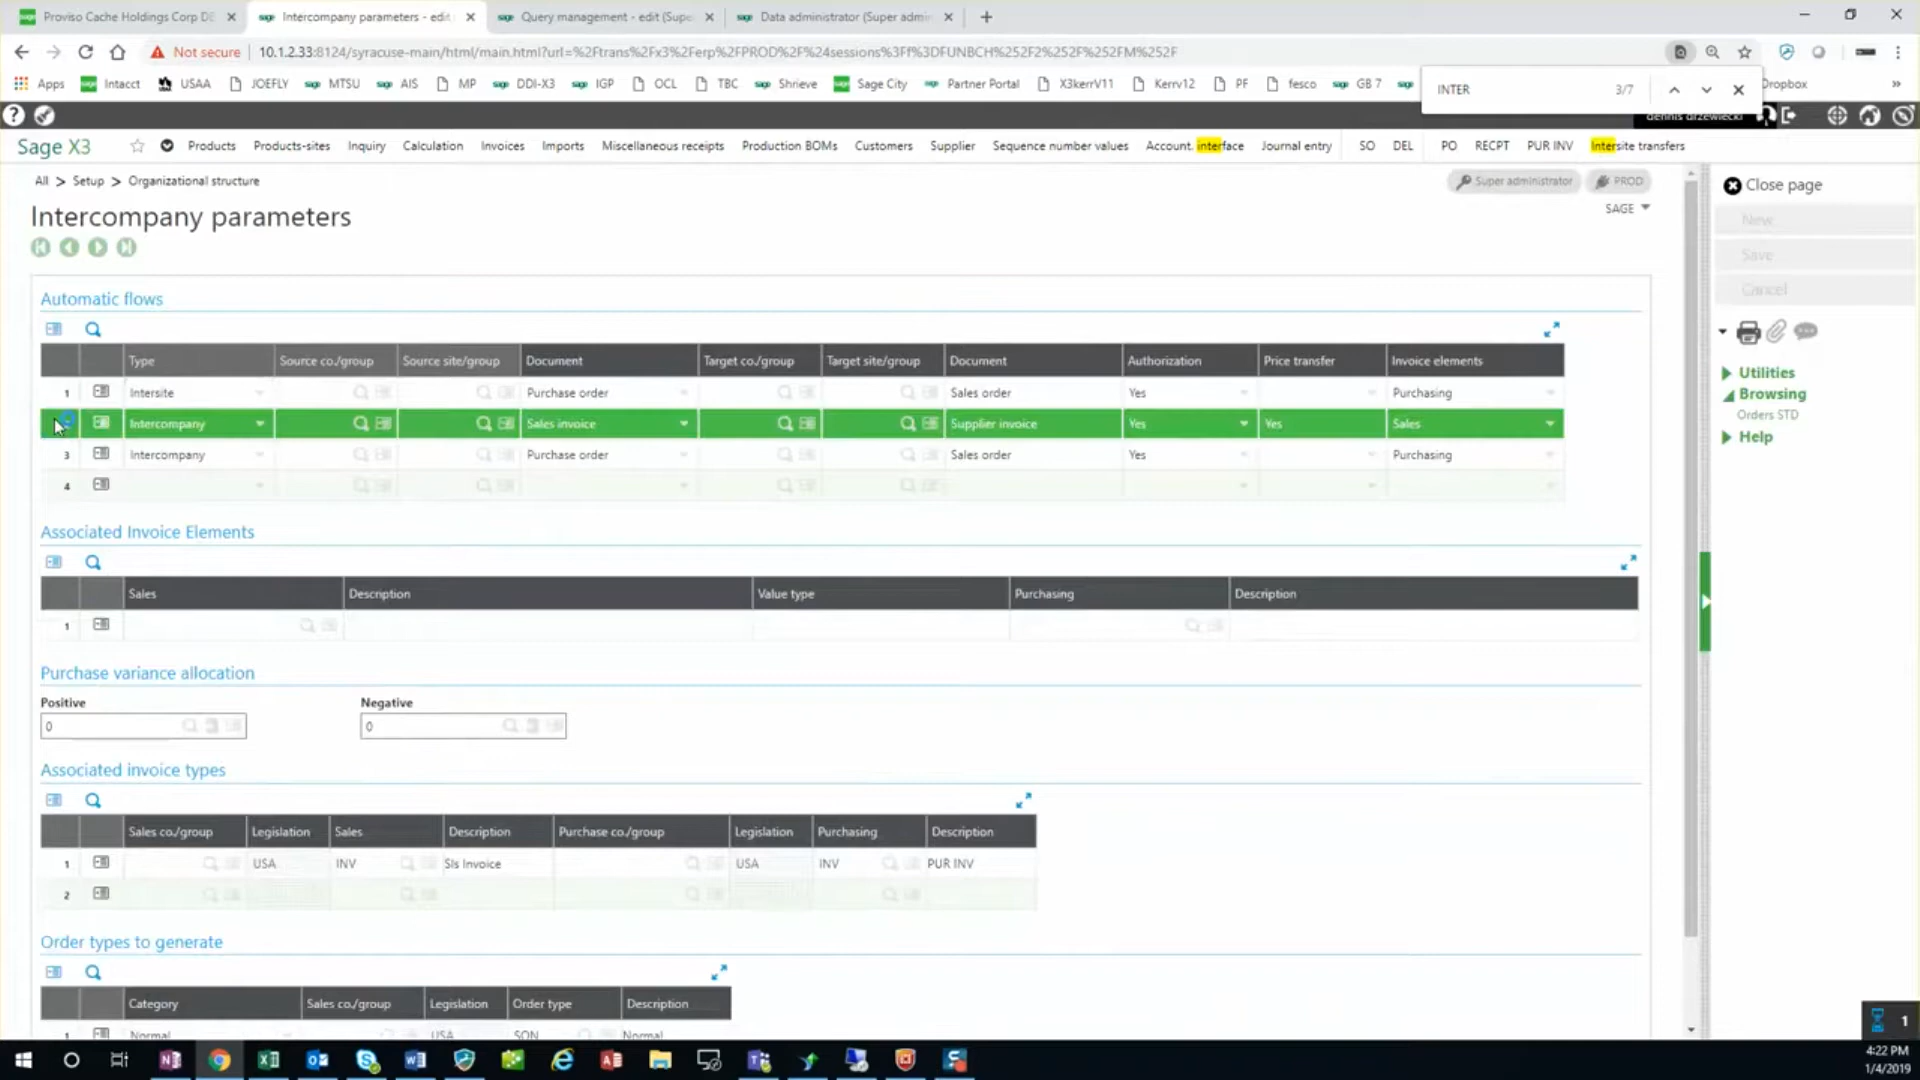 Proviso Cache Holdings Corp DE
Intercompany parameters - edit
Query management - edit (Supe
Data administrator (Super admin
Not secure
10.1.2.33:8124/syracuse-main/html/main.html?url=%2Ftrans%2Fx3%2Ferp%2FPROD%2F%24sessions%3Ff%3DFUNBCH%252F2%252F%252FM%252F
Apps
Intacct
USAA
JOEFLY
MTSU
AIS
MP
DDI-X3
IGP
OCL
TBC
Shrieve
Sage City
Partner Portal
X3kerrV11
Kerrv12
PF
fesco
GB 7
Dropbox
INTER
3/7
dennis drzewiecki
Sage X3
Products
Products-sites
Inquiry
Calculation
Invoices
Imports
Miscellaneous receipts
Production BOMs
Customers
Supplier
Sequence number values
Account. interface
Journal entry
SO
DEL
PO
RECPT
PUR INV
Intersite transfers
All > Setup > Organizational structure
Super administrator
PROD
SAGE
Intercompany parameters
Close page
New
Save
Cancel
Utilities
Browsing
Orders STD
Help
Automatic flows
Type Source co./group Source site/group Document Target co./group Target site/group Document Authorization Price transfer Invoice elements
1 Intersite Purchase order Sales order Yes Purchasing
Intercompany Sales invoice Supplier invoice Yes Yes Sales
3 Intercompany Purchase order Sales order Yes Purchasing
4
Associated Invoice Elements
Sales Description Value type Purchasing Description
1
Purchase variance allocation
Positive Negative
0 0
Associated invoice types
Sales co./group Legislation Sales Description Purchase co./group Legislation Purchasing Description
1 USA INV Sls Invoice USA INV PUR INV
2
Order types to generate
Category Sales co./group Legislation Order type Description
1 Normal USA SON Normal
1
4:22 PM
1/4/2019